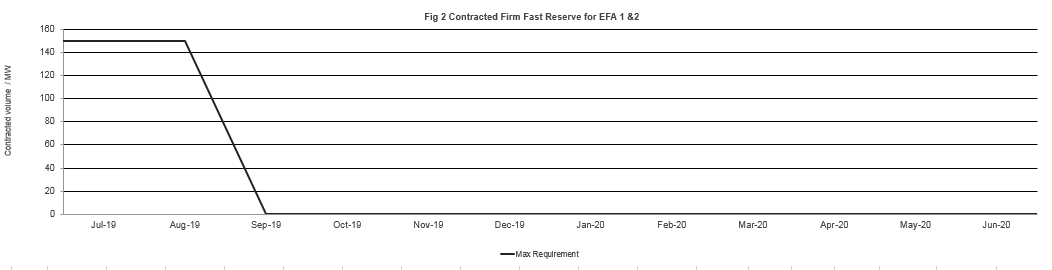 Fig 2 Contracted Firm Fast Reserve for EFA 1 &2
Contracted volume / MW
160
140
120
100
80
60
40
20
0
Jul-19 Aug-19 Sep-19 Oct-19 Nov-19 Dec-19 Jan-20 Feb-20 Mar-20 Apr-20 May-20 Jun-20
Max Requirement